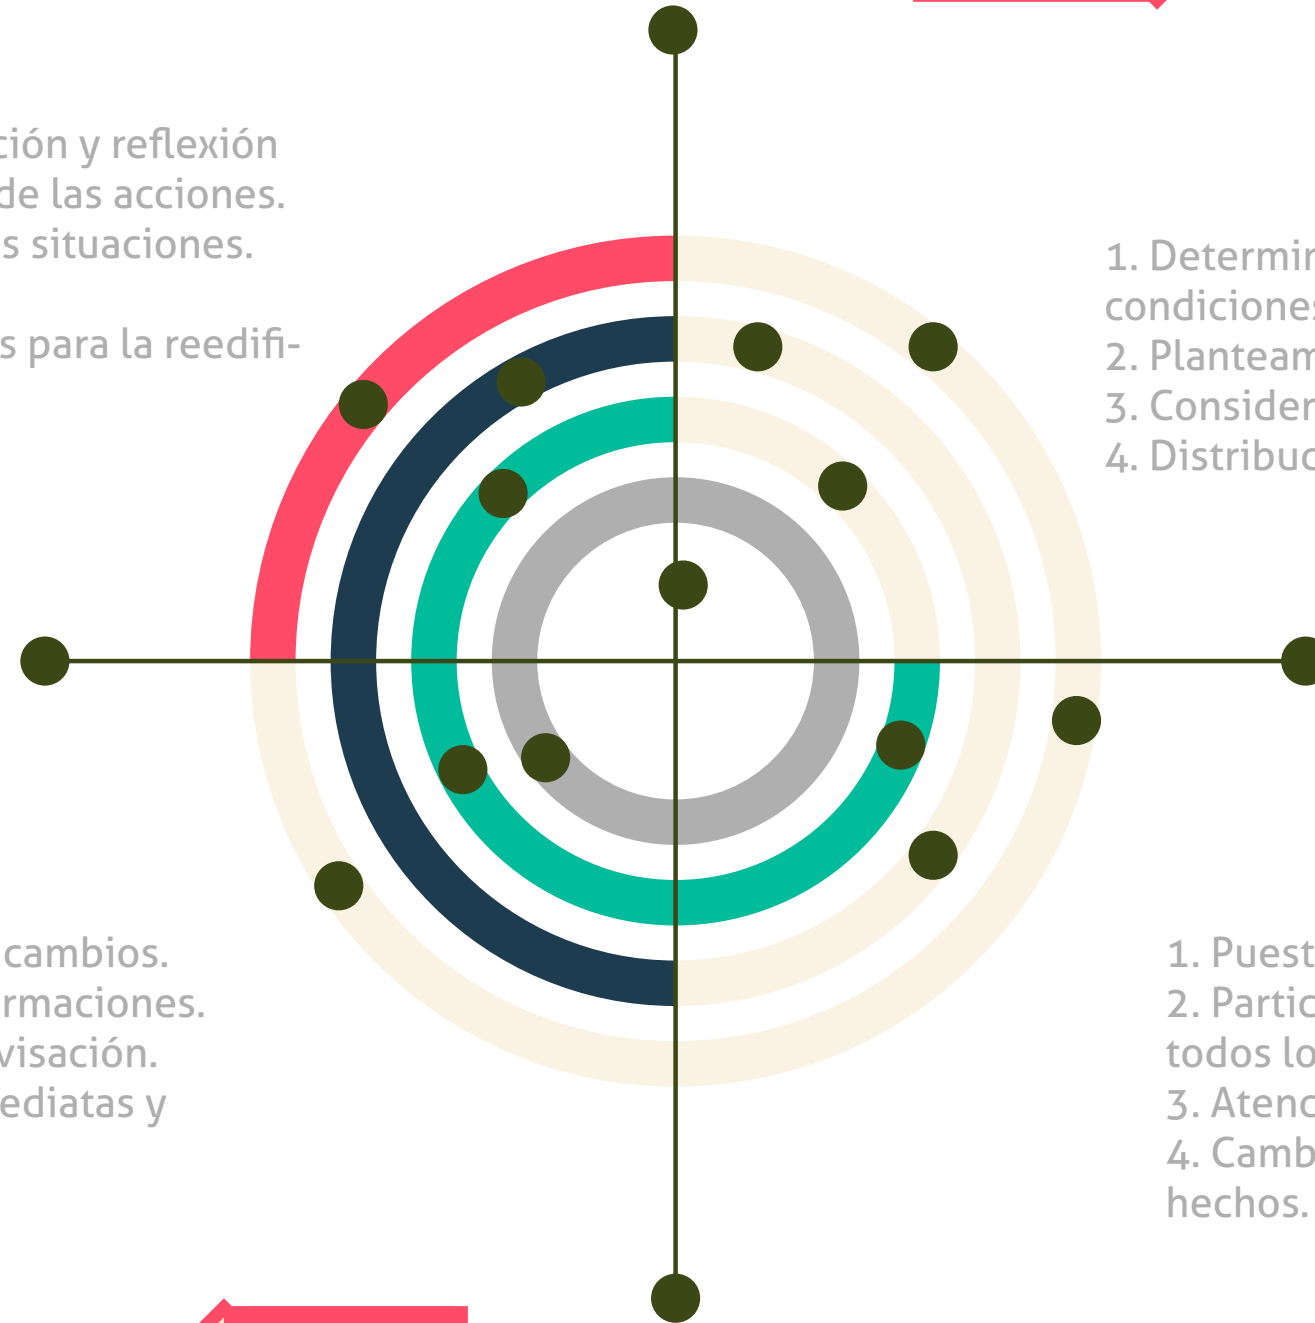 ción y reflexión
de las acciones.
s situaciones.
s para la reedifi-
1. Determin
condiciones
2. Planteam
3. Consider
4. Distribuc
cambios.
rmaciones.
visación.
ediatas y
1. Puest
2. Partic
todos lo
3. Atenc
4. Camb
hechos.